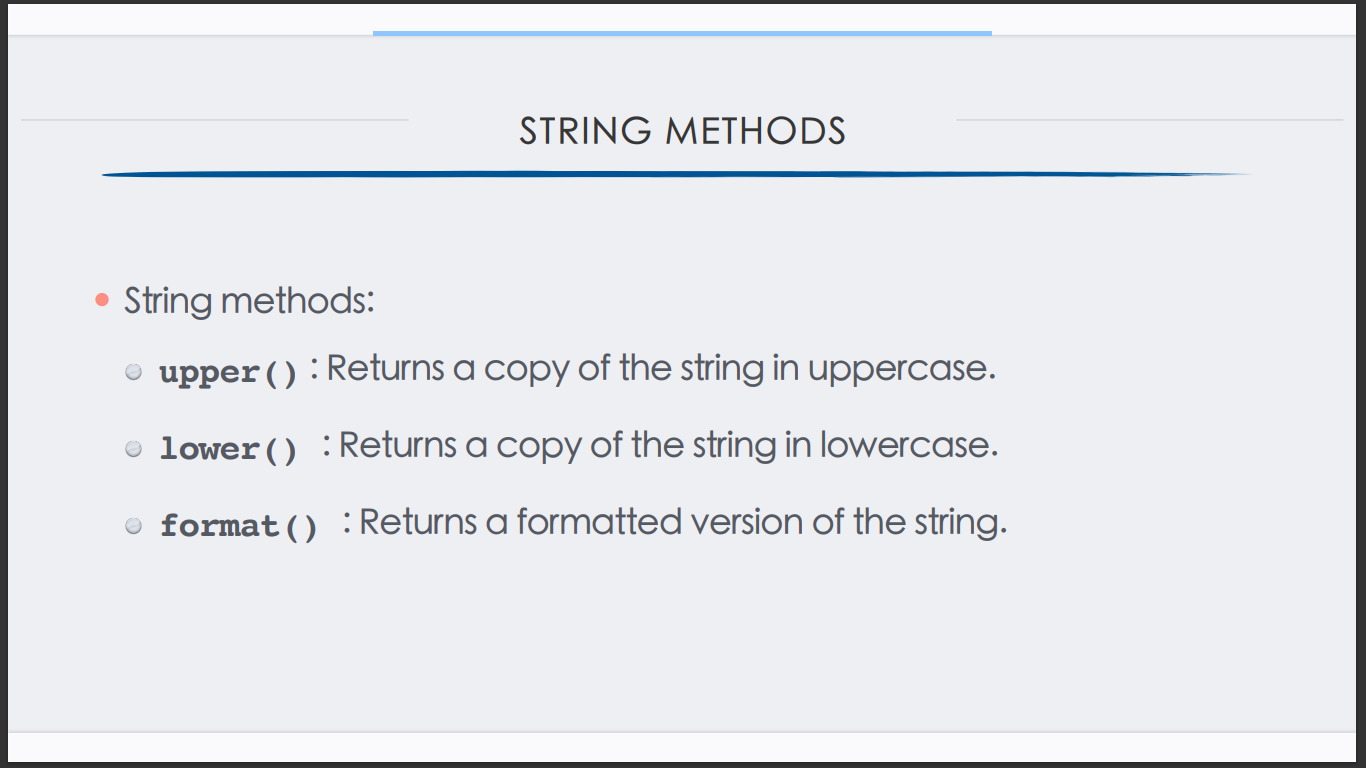 STRING METHODS
String methods:
upper() : Returns a copy of the string in uppercase.
lower() : Returns a copy of the string in lowercase.
format() : Returns a formatted version of the string.